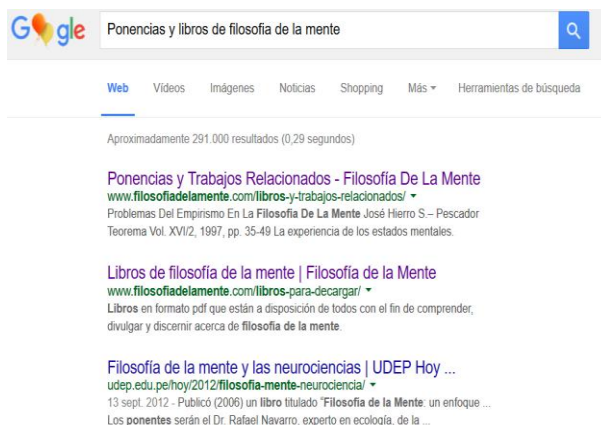 Google
Ponencias y libros de filosofia de la mente
Web Vídeos Imágenes Noticias Shopping Más Herramientas de búsqueda
Aproximadamente 291.000 resultados (0,29 segundos)
Ponencias y Trabajos Relacionados - Filosofía De La Mente
www.filosofiadelamente.com/libros-y-trabajos-relacionados/
Problemas Del Empirismo En La Filosofía De La Mente José Hierro S.– Pescador
Teorema Vol. XVI/2, 1997, pp. 35-49 La experiencia de los estados mentales.
Libros de filosofía de la mente | Filosofía de la Mente
www.filosofiadelamente.com/libros-para-decargar/
Libros en formato pdf que están a disposición de todos con el fin de comprender,
divulgar y discernir acerca de filosofía de la mente.
Filosofía de la mente y las neurociencias | UDEP Hoy ...
udep.edu.pe/hoy/2012/filosofia-mente-neurociencia/
13 sept. 2012 - Publicó (2006) un libro titulado “Filosofía de la Mente: un enfoque ...
Los ponentes serán el Dr. Rafael Navarro, experto en ecología, de la ...